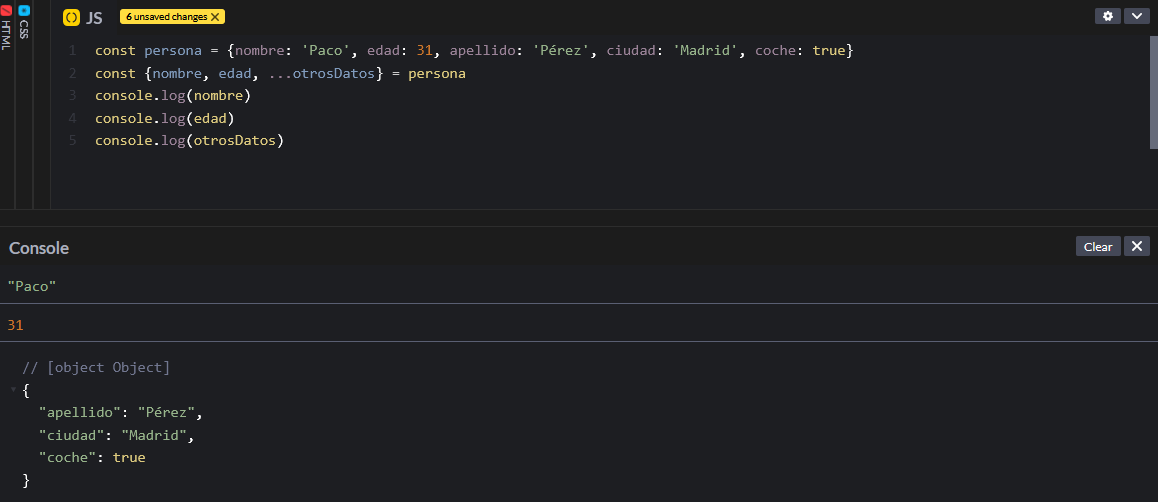 HTML
CSS
JS
6 unsaved changes
1 const persona = {nombre: 'Paco', edad: 31, apellido: 'Pérez', ciudad: 'Madrid', coche: true}
2 const {nombre, edad, ...otrosDatos} = persona
3 console.log(nombre)
4 console.log(edad)
5 console.log(otrosDatos)
Console
Clear
"Paco"
31
// [object Object]
{
"apellido": "Pérez",
"ciudad": "Madrid",
"coche": true
}